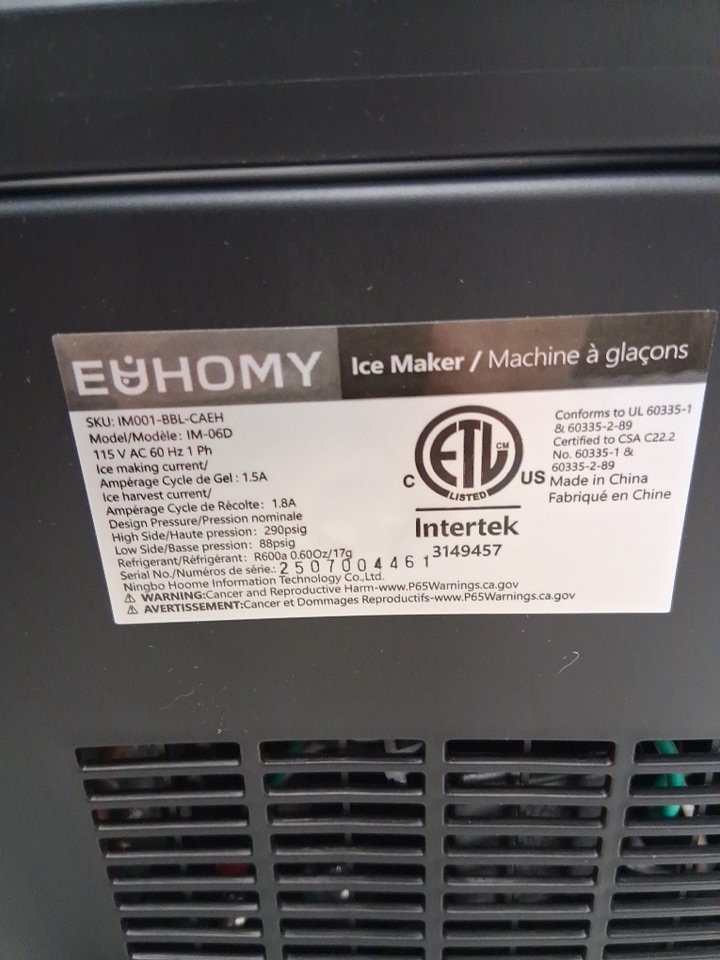 EUHOMY
Ice Maker / Machine à glaçons
SKU: IM001-BBL-CAEH
Model/Modèle: IM-06D
115 V AC 60 Hz 1 Ph
Ice making current/
Ampérage Cycle de Gel : 1.5A
Ice harvest current/
Ampérage Cycle de Récolte: 1.8A
Design Pressure/Pression nominale
High Side/Haute pression: 290psig
Low Side/Basse pression: 88psig
Refrigerant/Réfrigérant: R600a 0.60Oz/17g
Serial No./Numéros de série.: 2507004461
Ningbo Hoome Information Technology Co.,Ltd.
⚠ WARNING:Cancer and Reproductive Harm-www.P65Warnings.ca.gov
⚠ AVERTISSEMENT:Cancer et Dommages Reproductifs-www.P65Warnings.ca.gov
ETL CM
LISTED
C US
Intertek
3149457
Conforms to UL 60335-1
& 60335-2-89
Certified to CSA C22.2
No. 60335-1 &
60335-2-89
Made in China
Fabriqué en Chine